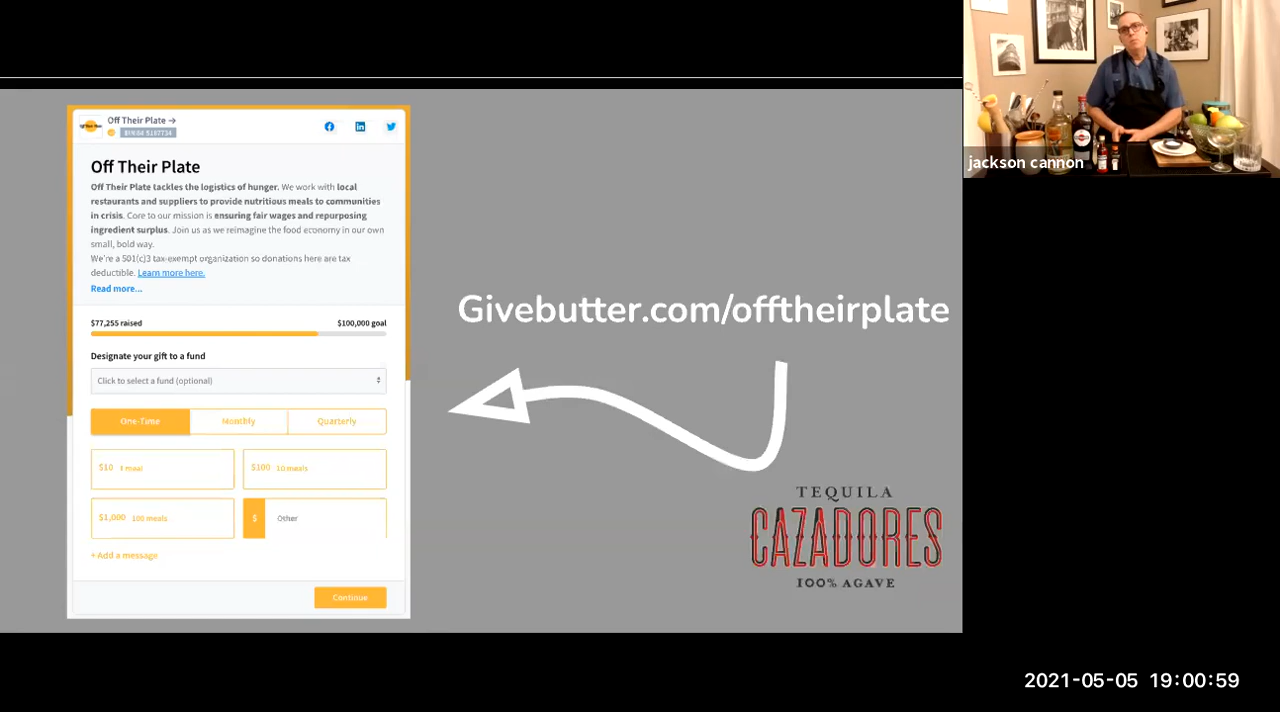 Off Their Plate →
Off Their Plate
Off Their Plate tackles the logistics of hunger. We work with local
restaurants and suppliers to provide nutritious meals to communities
in crisis. Core to our mission is ensuring fair wages and repurposing
ingredient surplus. Join us as we reimagine the food economy in our own
small, bold way.
We're a 501(c)3 tax-exempt organization so donations here are tax
deductible. Learn more here.
Read more...
$77,255 raised
$100,000 goal
Designate your gift to a fund
Click to select a fund (optional)
One-Time
Monthly
Quarterly
$10 1 meal
$100 10 meals
$1,000 100 meals
$ Other
+ Add a message
Continue
Givebutter.com/offtheirplate
TEQUILA
CAZADORES
100% AGAVE
jackson cannon
2021-05-05 19:00:59